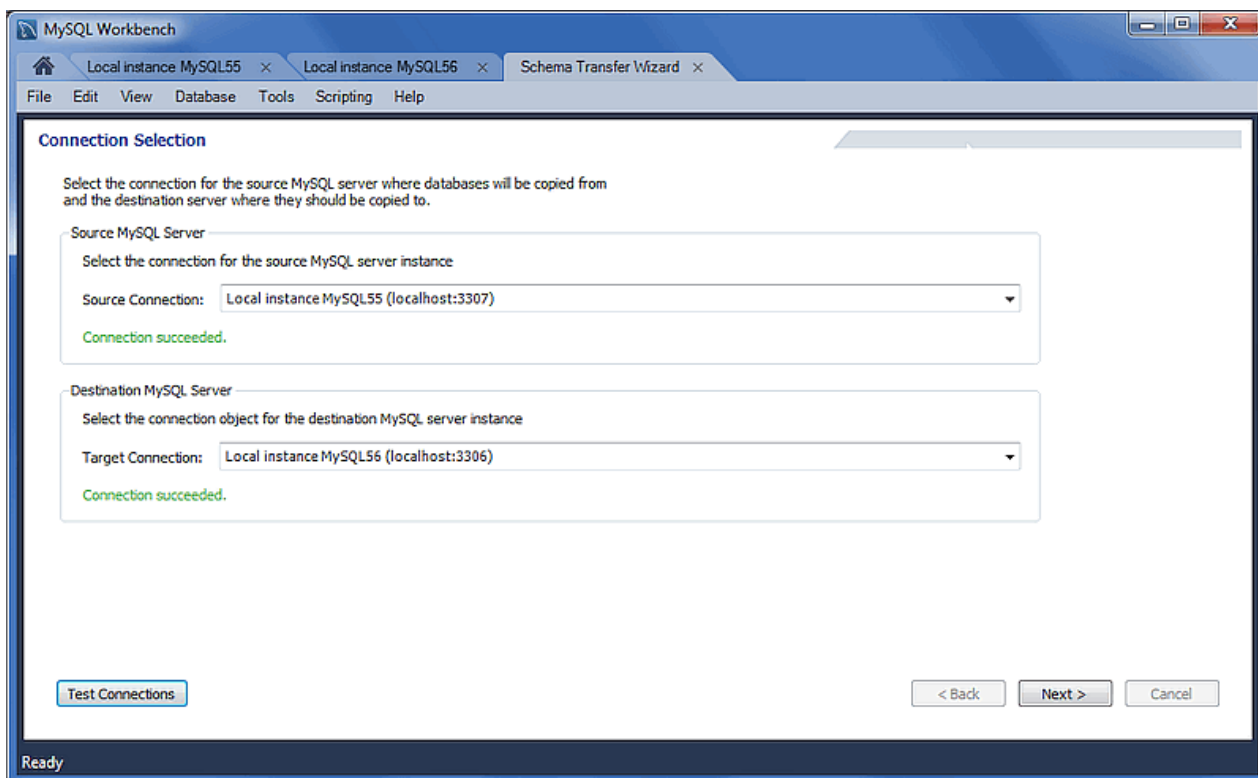 MySQL Workbench
Local instance MySQL55 × Local instance MySQL56 × Schema Transfer Wizard ×
File Edit View Database Tools Scripting Help
Connection Selection
Select the connection for the source MySQL server where databases will be copied from
and the destination server where they should be copied to.
Source MySQL Server
Select the connection for the source MySQL server instance
Source Connection: Local instance MySQL55 (localhost:3307)
Connection succeeded.
Destination MySQL Server
Select the connection object for the destination MySQL server instance
Target Connection: Local instance MySQL56 (localhost:3306)
Connection succeeded.
Test Connections < Back Next > Cancel
Ready